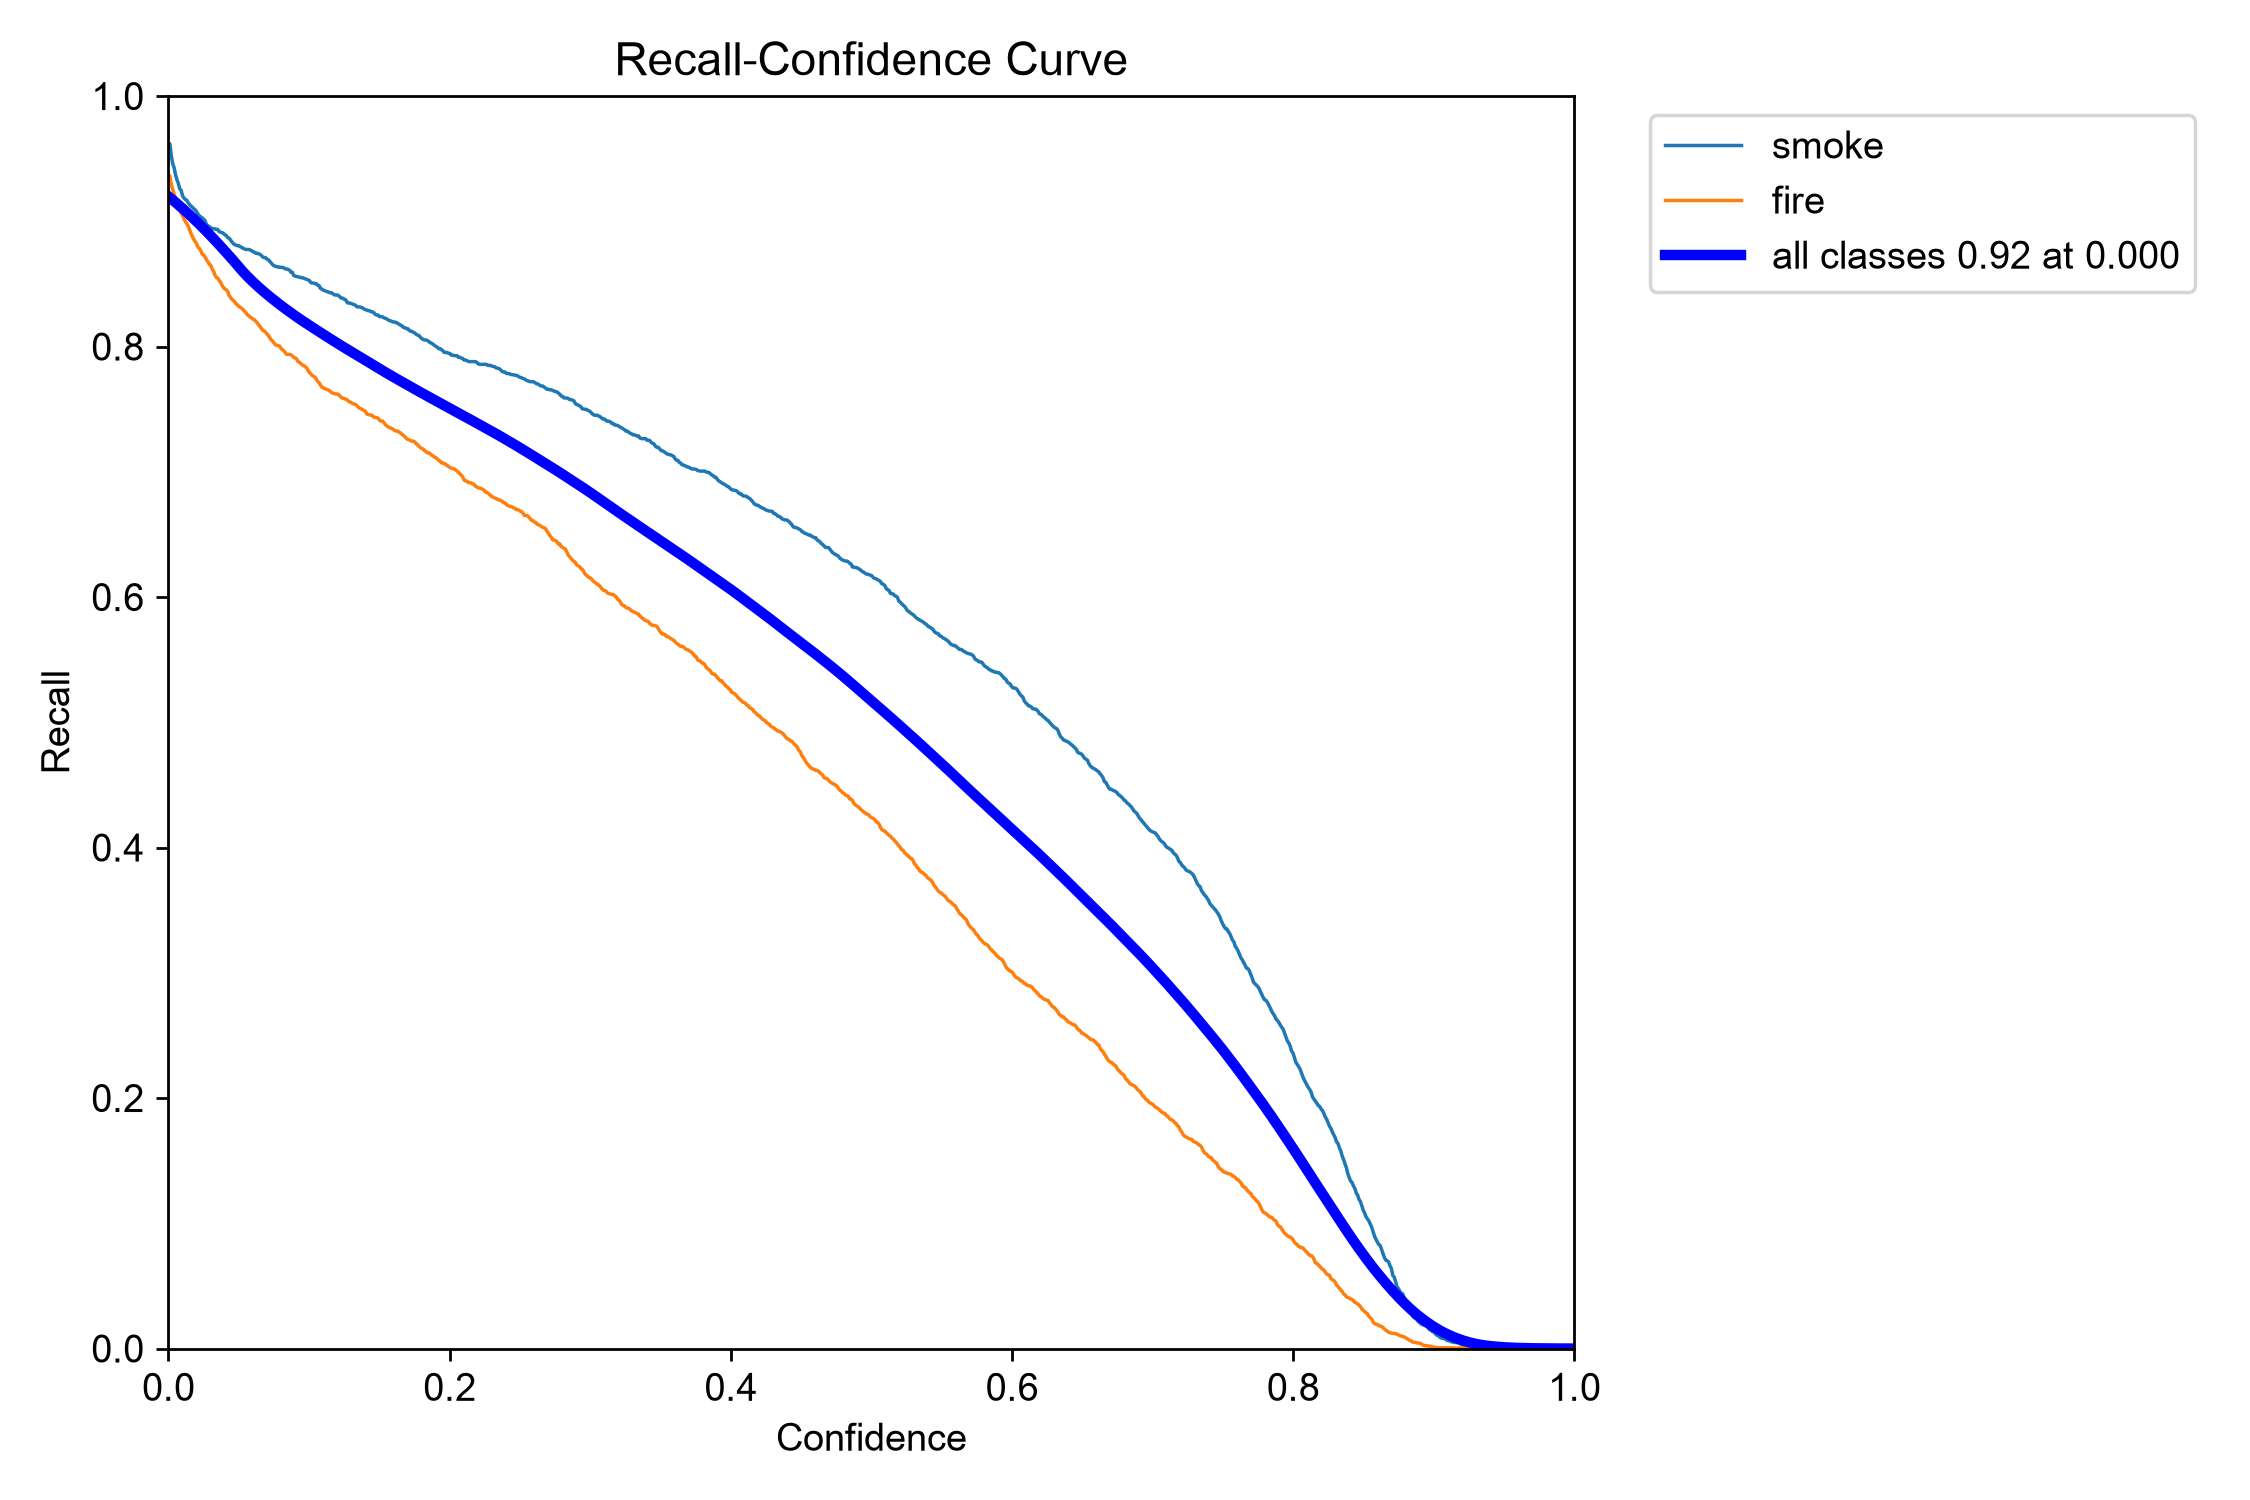 Recall-Confidence Curve
1.0
0.8
0.6
0.4
0.2
0.0
Recall
0.0 0.2 0.4 0.6 0.8 1.0
Confidence
smoke
fire
all classes 0.92 at 0.000